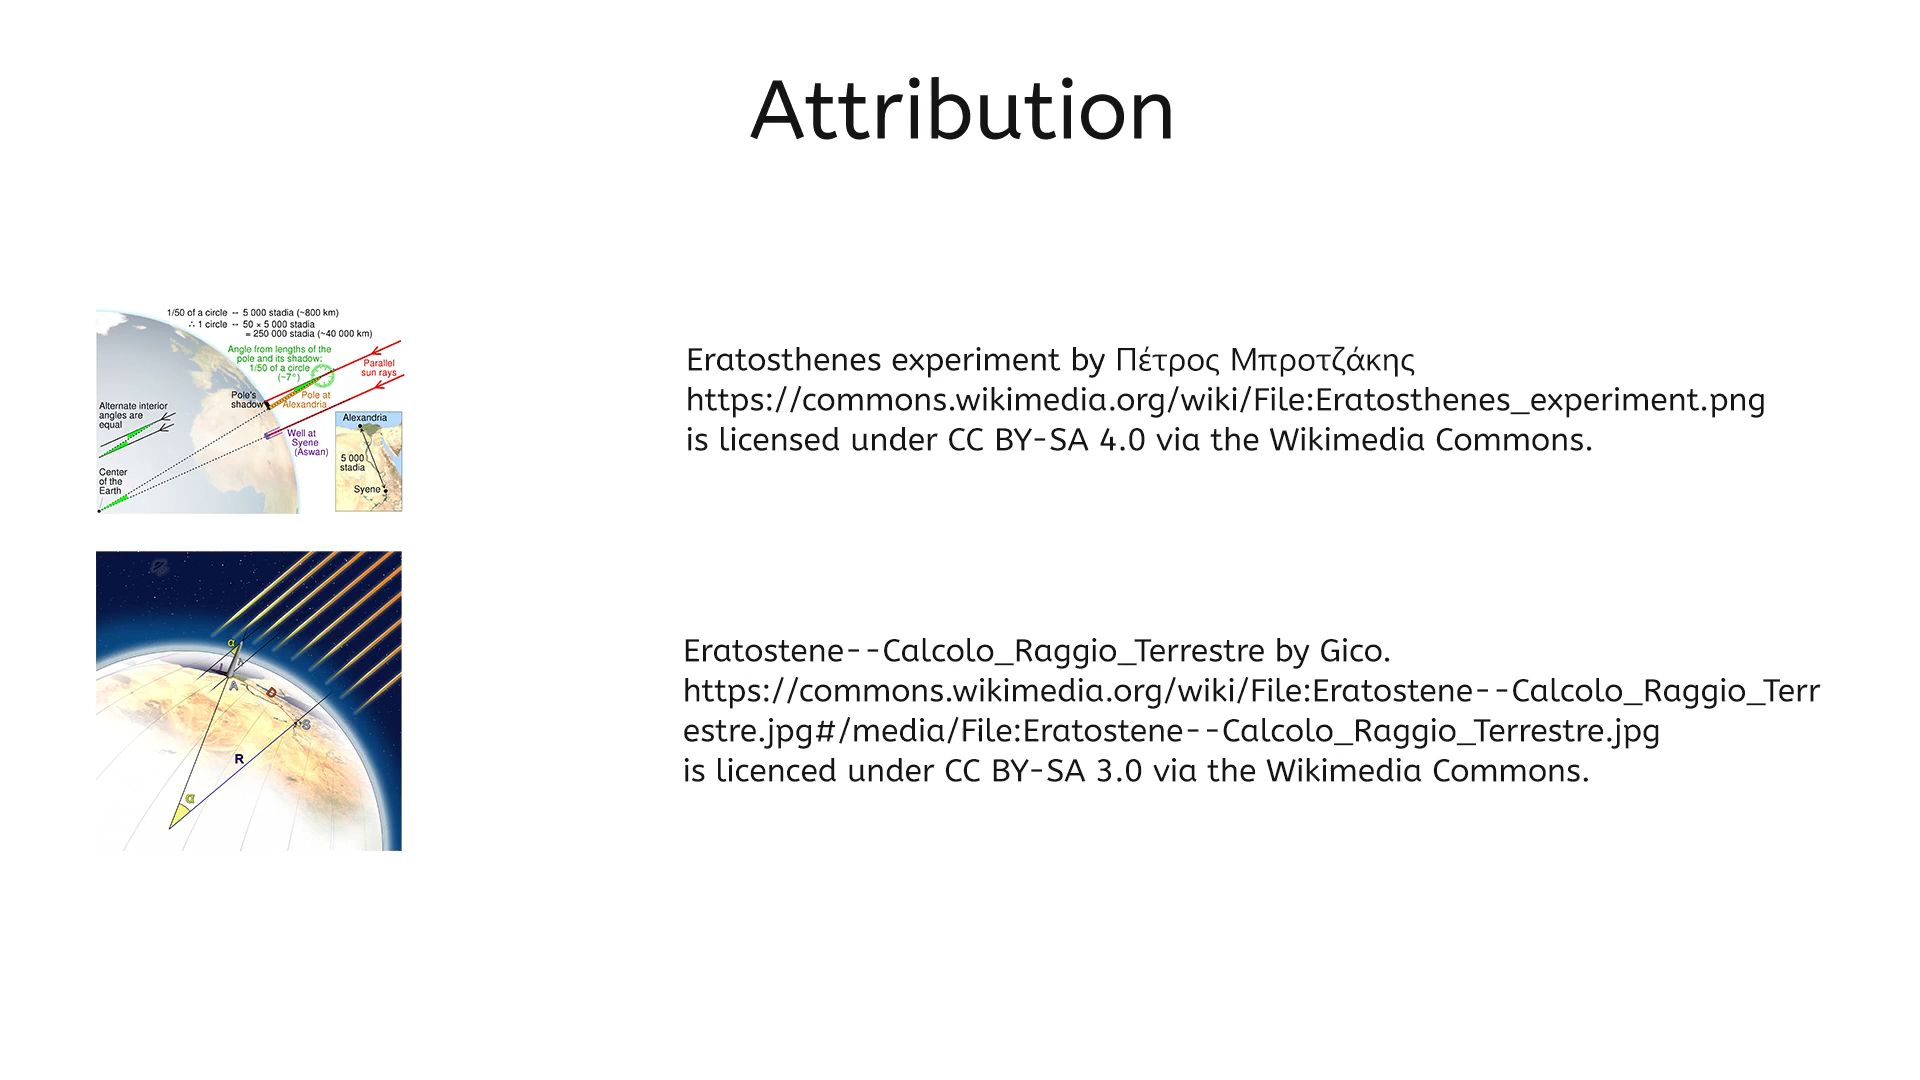 Attribution
1/50 of a circle ↔ 5 000 stadia (~800 km)
∴ 1 circle ↔ 50 × 5 000 stadia
= 250 000 stadia (~40 000 km)
Angle from lengths of the
pole and its shadow:
1/50 of a circle
(~7°)
Parallel
sun rays
Pole's
shadow
Pole at
Alexandria
Alternate interior
angles are
equal
Well at
Syene
(Aswan)
Center
of the
Earth
Alexandria
5 000
stadia
Syene
Eratosthenes experiment by Πέτρος Μπροτζάκης
https://commons.wikimedia.org/wiki/File:Eratosthenes_experiment.png
is licensed under CC BY-SA 4.0 via the Wikimedia Commons.
α
A
D
S
R
α
Eratostene--Calcolo_Raggio_Terrestre by Gico.
https://commons.wikimedia.org/wiki/File:Eratostene--Calcolo_Raggio_Terr
estre.jpg#/media/File:Eratostene--Calcolo_Raggio_Terrestre.jpg
is licenced under CC BY-SA 3.0 via the Wikimedia Commons.